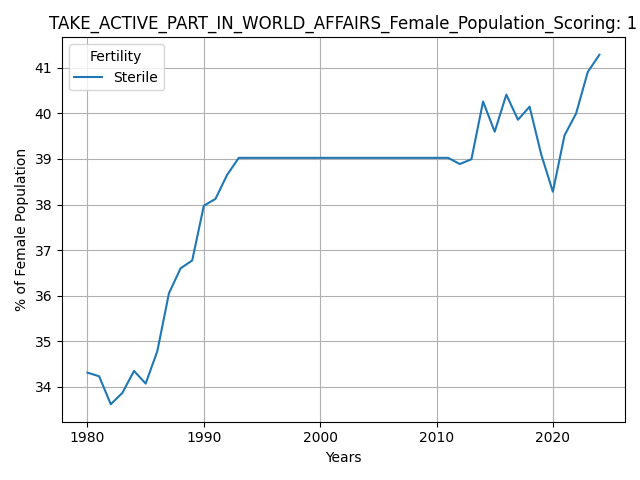 TAKE_ACTIVE_PART_IN_WORLD_AFFAIRS_Female_Population_Scoring: 1
Fertility
Sterile
% of Female Population
41
40
39
38
37
36
35
34
1980
1990
2000
2010
2020
Years